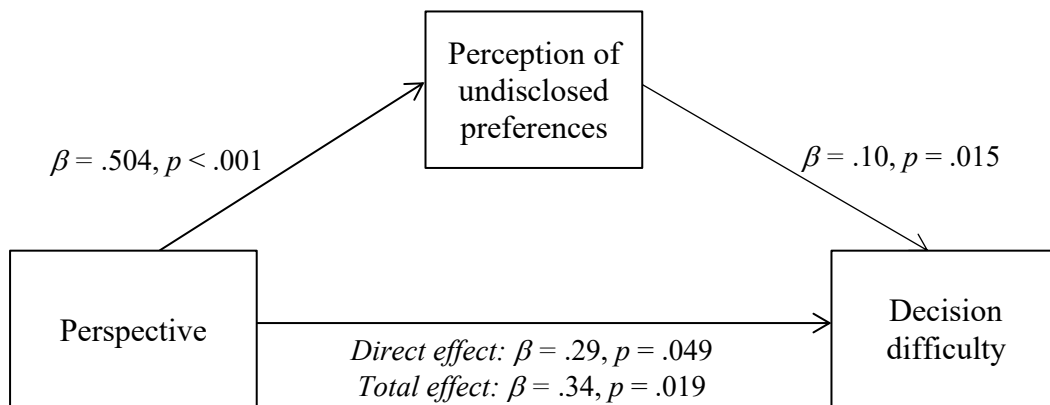 Perception of
undisclosed
preferences
β = .504, p < .001
β = .10, p = .015
Perspective
Direct effect: β = .29, p = .049
Total effect: β = .34, p = .019
Decision
difficulty